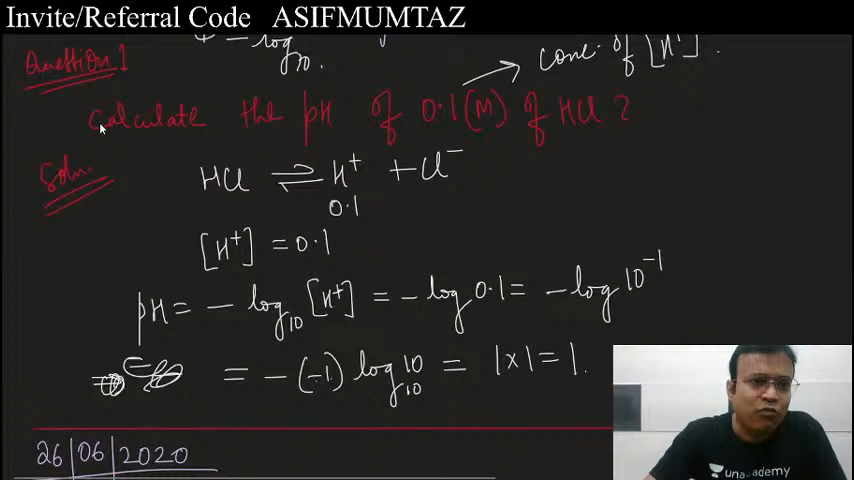 Invite/Referral Code ASIFMUMTAZ
= -log10.
conc. of [H+].
Question 1
calculate the pH of 0.1(M) of HCl ?
Soln.
HCl ⇌ H+ + Cl−
0.1
[H+] = 0.1
pH = − log10 [H+] = − log 0.1 = − log 10⁻¹
= − (−1) log10 10 = 1×1 = 1.
unacademy
26|06|2020